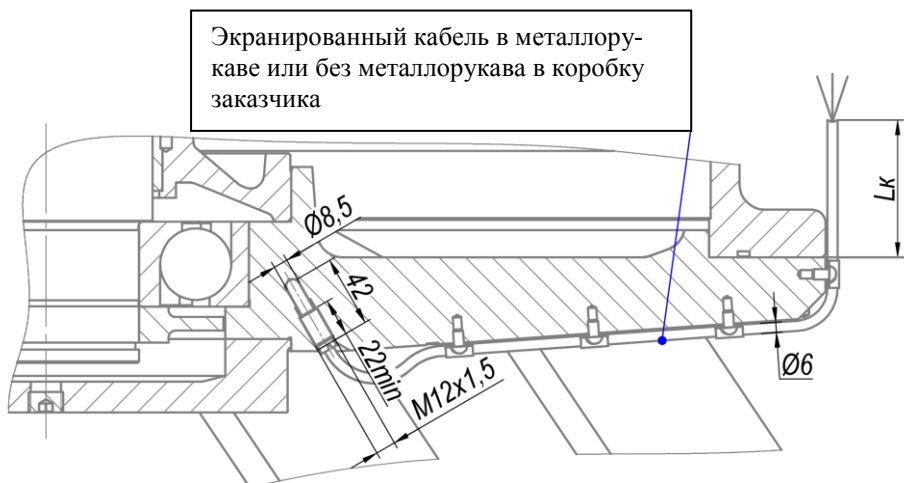 Экранированный кабель в металлору-
каве или без металлорукава в коробку
заказчика
Lк
Ø8,5
42
22min
M12x1,5
Ø6